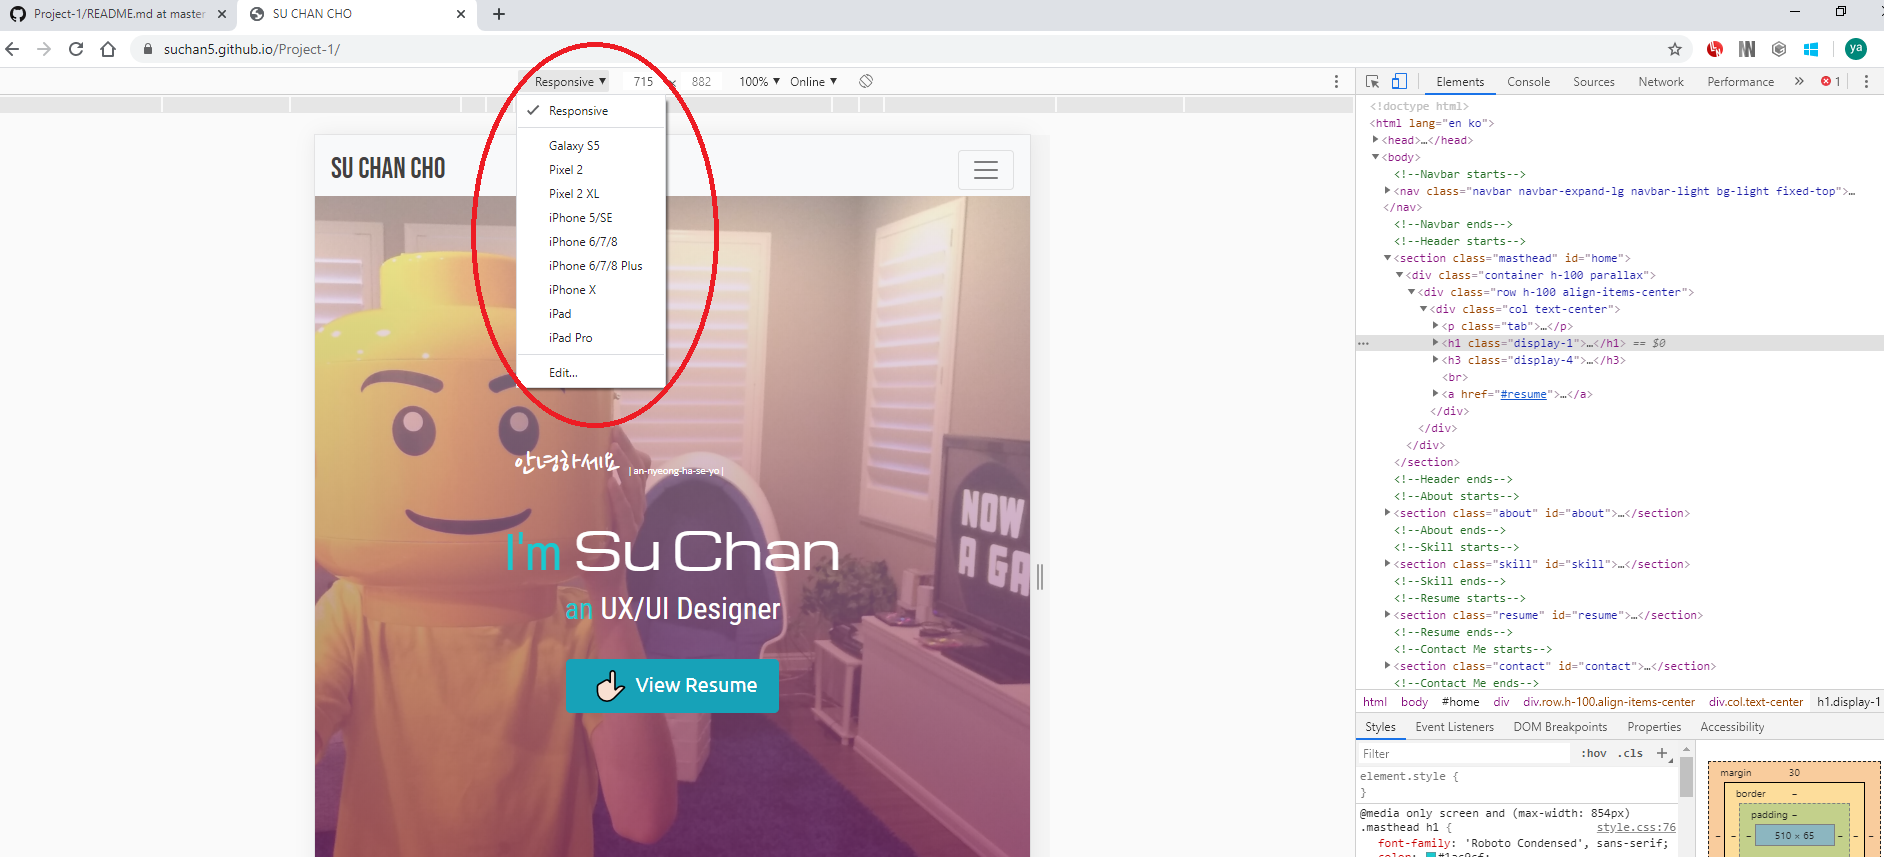 Project-1/README.md at master
SU CHAN CHO
suchan5.github.io/Project-1/
ya
Responsive ▼ 715 × 882 100% ▼ Online ▼
Responsive
Galaxy S5
Pixel 2
Pixel 2 XL
iPhone 5/SE
iPhone 6/7/8
iPhone 6/7/8 Plus
iPhone X
iPad
iPad Pro
Edit...
SU CHAN CHO
안녕하세요 | an-nyeong-ha-se-yo |
I'm Su Chan
an UX/UI Designer
View Resume
NOW
A GA
Elements Console Sources Network Performance » 1
<!doctype html>
<html lang="en ko">
<head>…</head>
<body>
<!--Navbar starts-->
<nav class="navbar navbar-expand-lg navbar-light bg-light fixed-top">…
</nav>
<!--Navbar ends-->
<!--Header starts-->
<section class="masthead" id="home">
<div class="container h-100 parallax">
<div class="row h-100 align-items-center">
<div class="col text-center">
<p class="tab">…</p>
<h1 class="display-1">…</h1> == $0
<h3 class="display-4">…</h3>
<br>
<a href="#resume">…</a>
</div>
</div>
</div>
</section>
<!--Header ends-->
<!--About starts-->
<section class="about" id="about">…</section>
<!--About ends-->
<!--Skill starts-->
<section class="skill" id="skill">…</section>
<!--Skill ends-->
<!--Resume starts-->
<section class="resume" id="resume">…</section>
<!--Resume ends-->
<!--Contact Me starts-->
<section class="contact" id="contact">…</section>
<!--Contact Me ends-->
html body #home div div.row.h-100.align-items-center div.col.text-center h1.display-1
Styles Event Listeners DOM Breakpoints Properties Accessibility
Filter :hov .cls +
element.style {
}
@media only screen and (max-width: 854px)
.masthead h1 { style.css:76
font-family: 'Roboto Condensed', sans-serif;
margin 30
border –
padding –
510 × 65